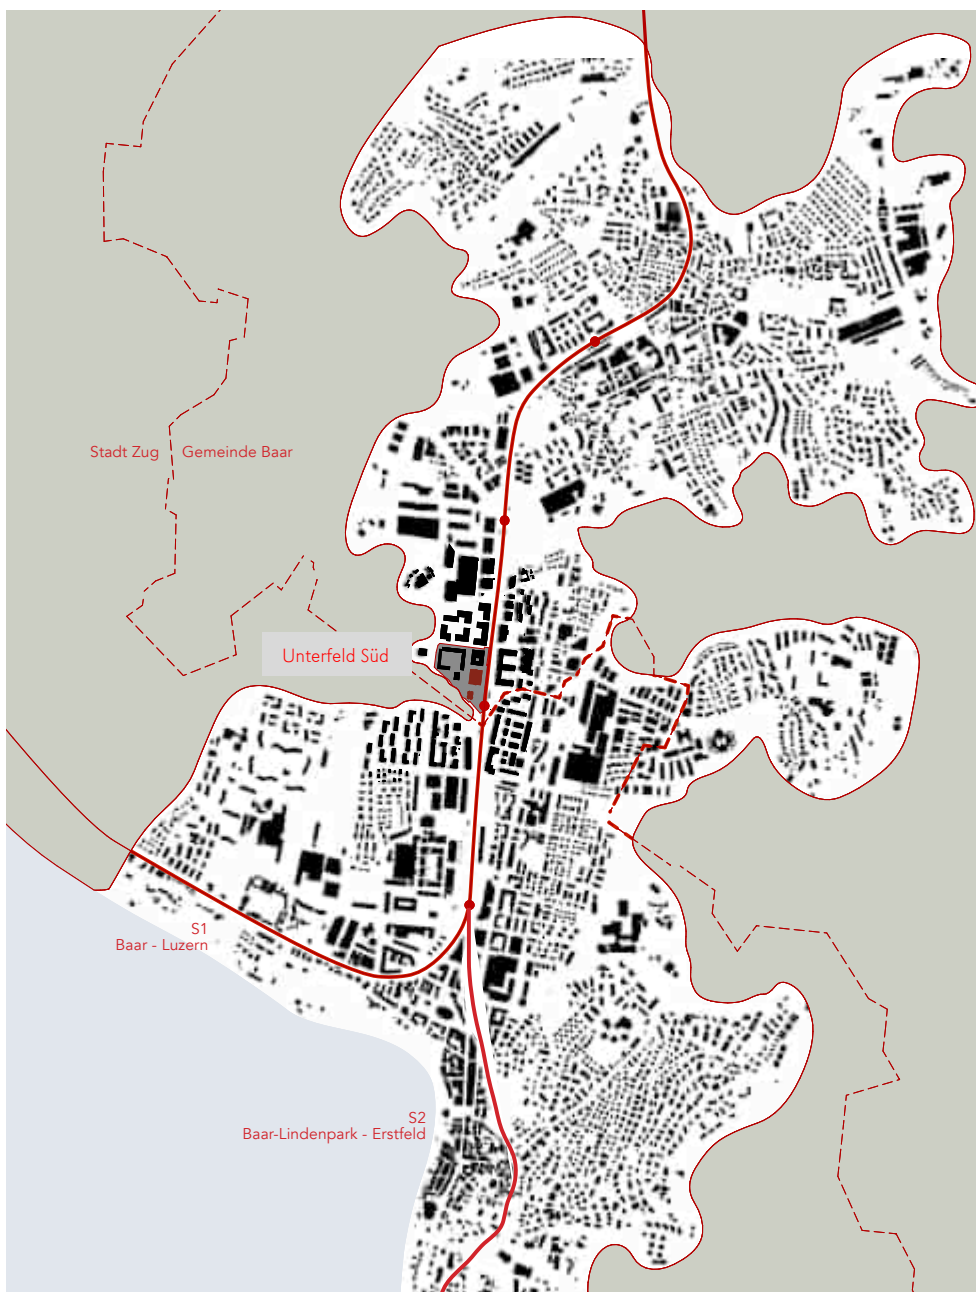 Stadt Zug
Gemeinde Baar
Unterfeld Süd
S1
Baar - Luzern
S2
Baar-Lindenpark - Erstfeld